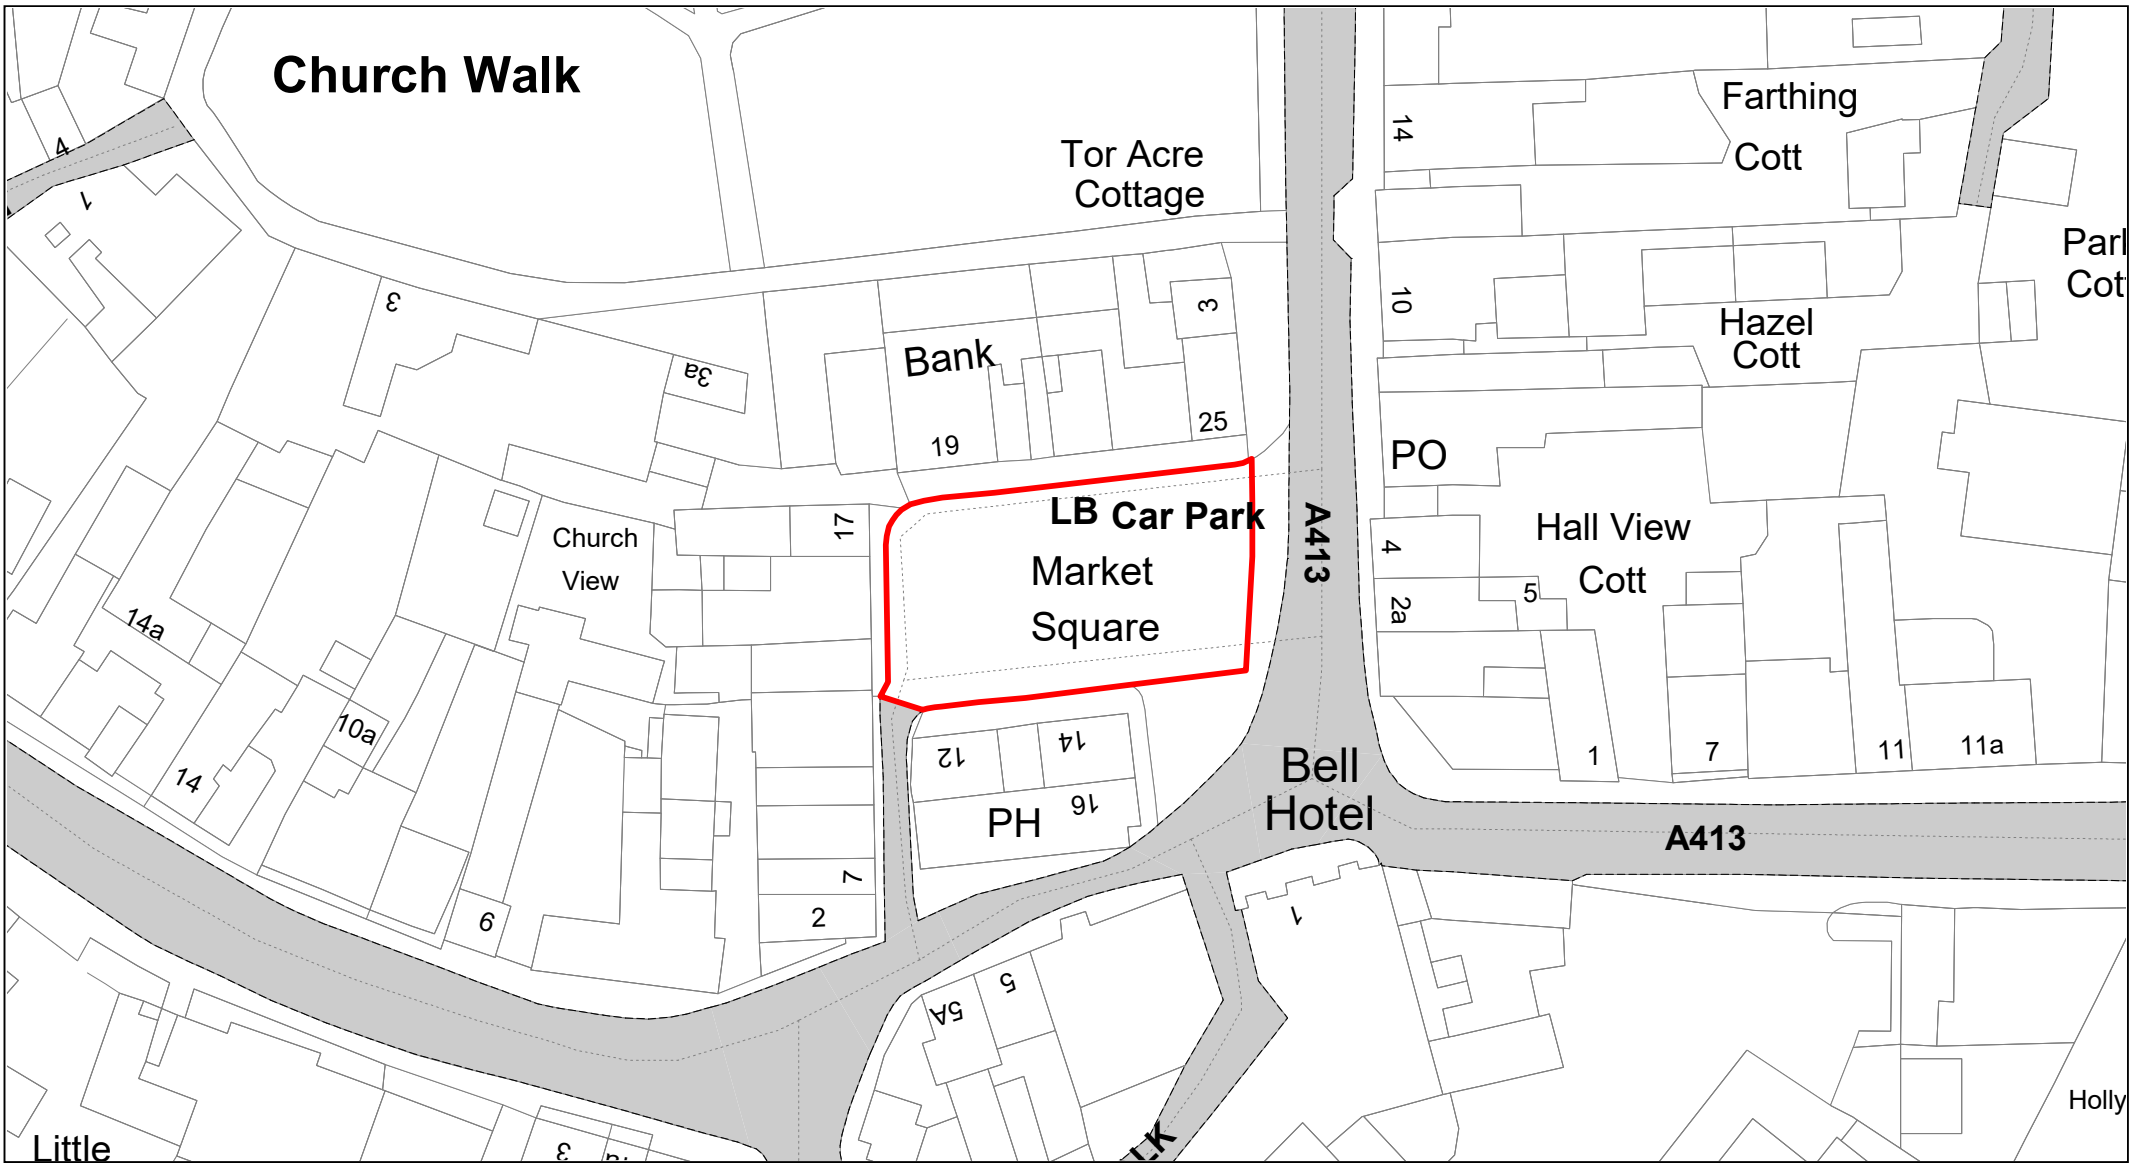 Church Walk
Farthing
Cott
14
4
Tor Acre
Cottage
1
Cot
3
3
10
Hazel
Cott
Bank
3a
25
19
PO
LB Car Park
17
A413
Hall View
Cott
Church
View
4
Market
5
2a
14a
Square
10a
12
14
1
7
11
11a
Bell
Hotel
14
PH
16
A413
7
6
2
1
5
5A
Holly
LK
Little
3